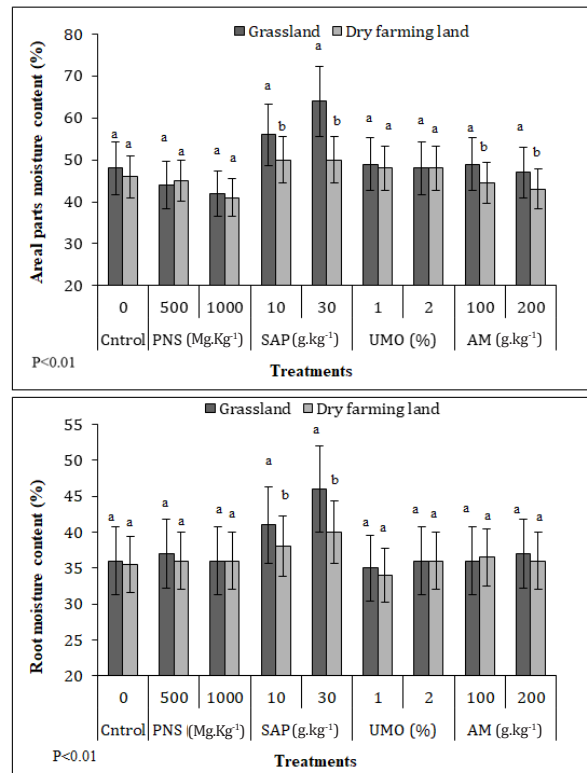 Grassland Dry farming land
Areal parts moisture content (%)
80
70
60
50
40
30
20
a a a a a a a b a b a a a a a b a b
0 500 1000 10 30 1 2 100 200
Cntrol PNS (Mg.Kg⁻¹) SAP (g.kg⁻¹) UMO (%) AM (g.kg⁻¹)
P<0.01
Treatments
Grassland Dry farming land
Root moisture content (%)
55
50
45
40
35
30
25
20
a a a a a a a b a b a a a a a a a a
0 500 1000 10 30 1 2 100 200
Cntrol PNS (Mg.Kg⁻¹) SAP (g.kg⁻¹) UMO (%) AM (g.kg⁻¹)
P<0.01
Treatments